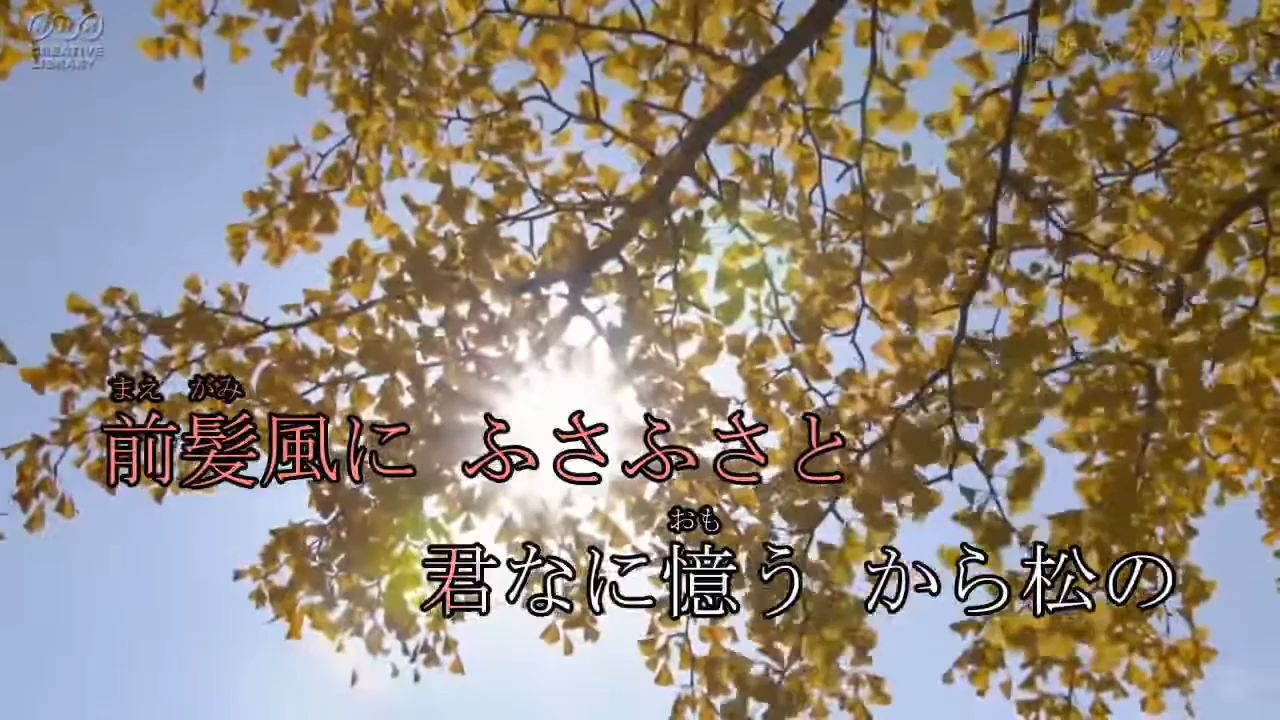 NHK
CREATIVE
LIBRARY
まえ がみ
前髪風に ふさふさと
おも
君なに憶う から松の